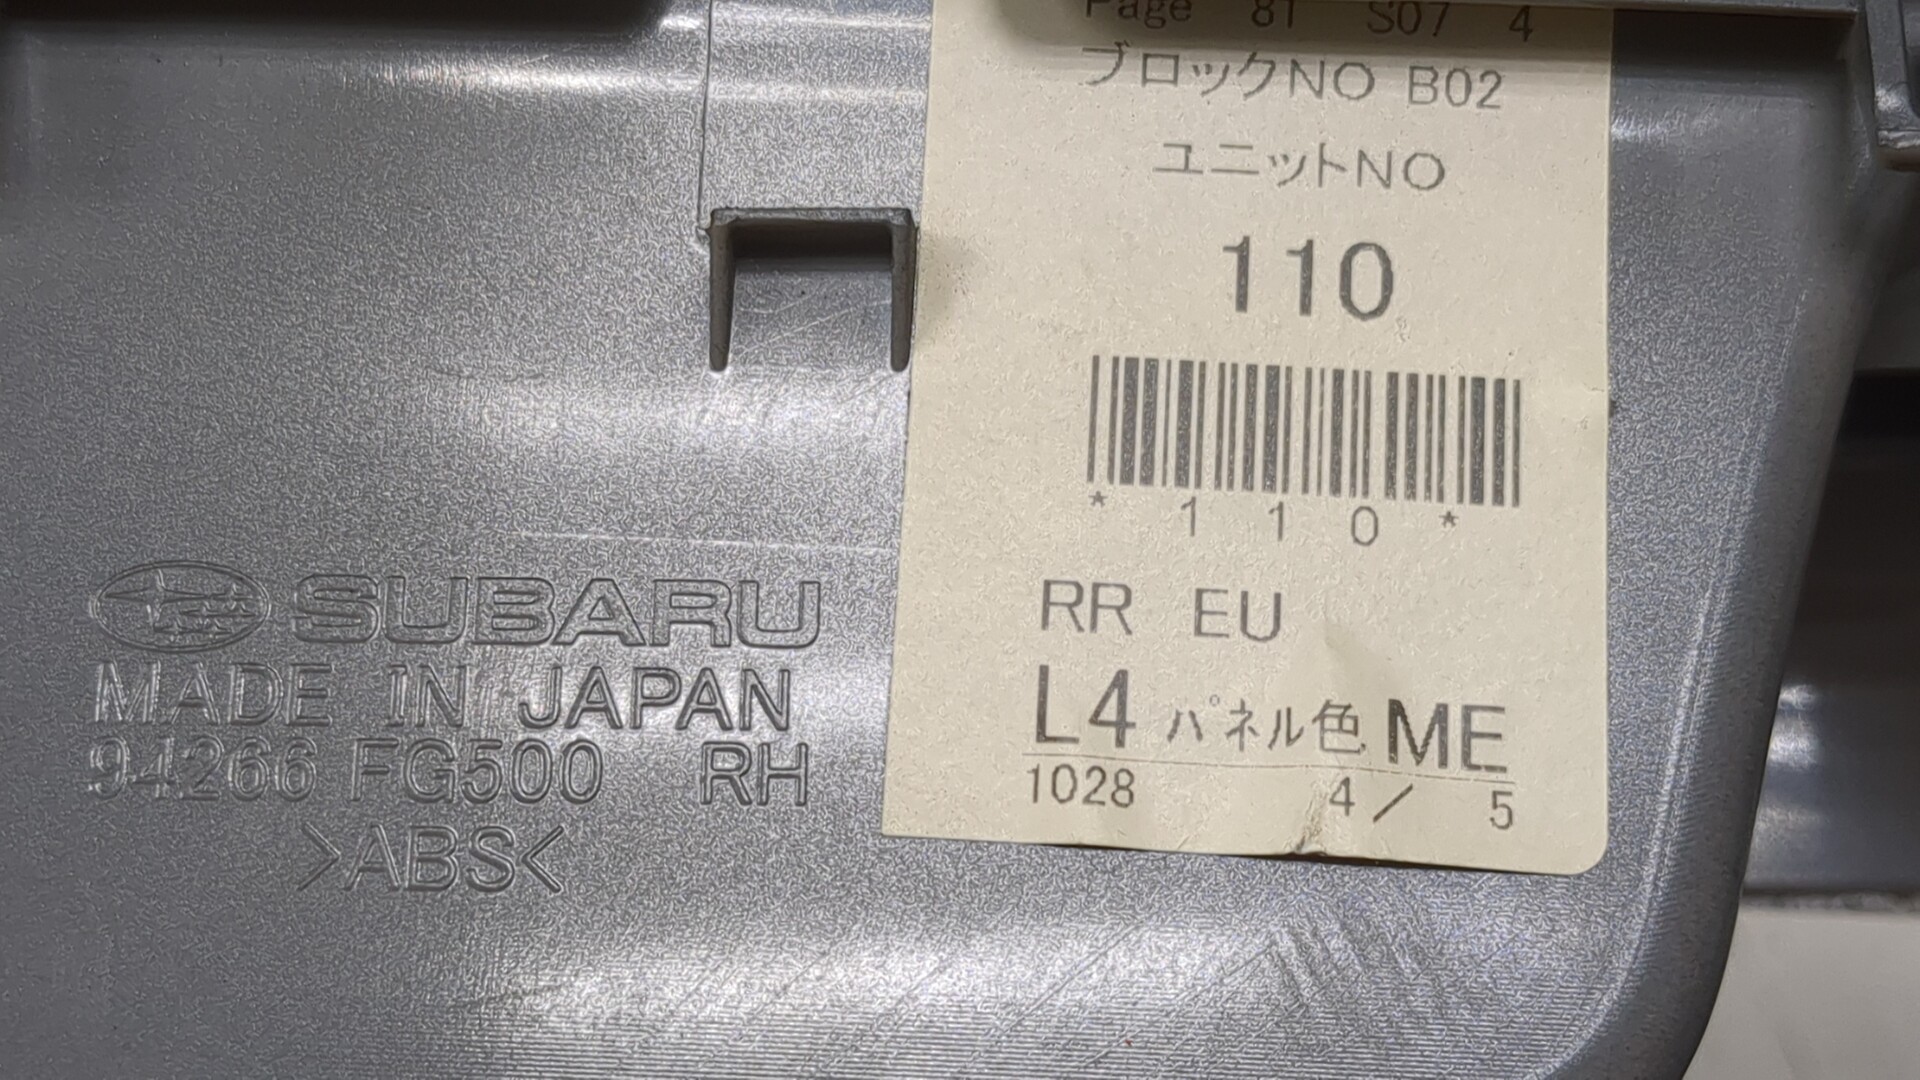 Page 81 S07 4
ブロックNO B02
ユニットNO
110
*110*
RR EU
L4 パネル色 ME
1028 4/ 5
SUBARU
MADE IN JAPAN
94266 FG500 RH
>ABS<